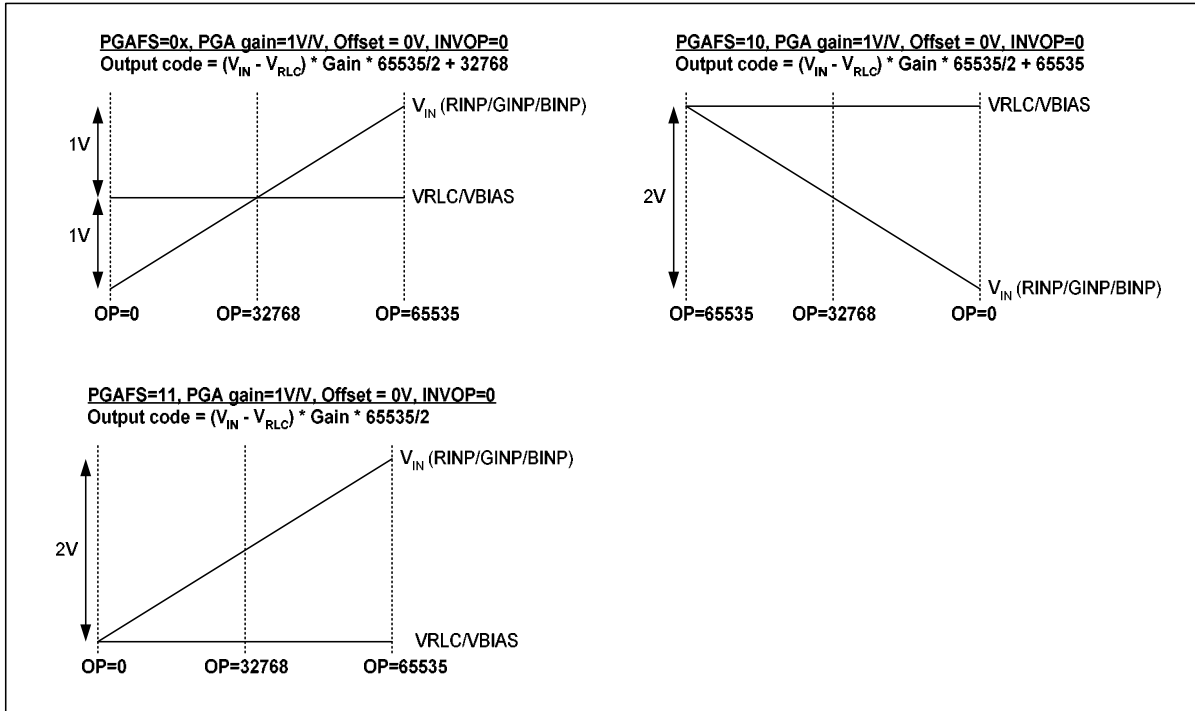 PGAFS=0x, PGA gain=1V/V, Offset = 0V, INVOP=0
Output code = (VIN - VRLC) * Gain * 65535/2 + 32768
VIN (RINP/GINP/BINP)
1V
VRLC/VBIAS
1V
OP=0 OP=32768 OP=65535
PGAFS=10, PGA gain=1V/V, Offset = 0V, INVOP=0
Output code = (VIN - VRLC) * Gain * 65535/2 + 65535
VRLC/VBIAS
2V
VIN (RINP/GINP/BINP)
OP=65535 OP=32768 OP=0
PGAFS=11, PGA gain=1V/V, Offset = 0V, INVOP=0
Output code = (VIN - VRLC) * Gain * 65535/2
VIN (RINP/GINP/BINP)
2V
VRLC/VBIAS
OP=0 OP=32768 OP=65535